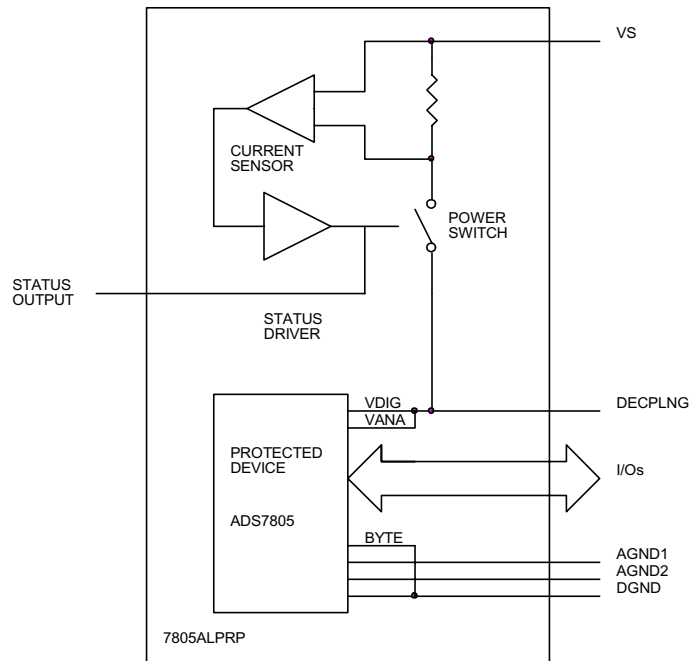 VS
CURRENT
SENSOR
POWER
SWITCH
STATUS
OUTPUT
STATUS
DRIVER
VDIG
DECPLNG
VANA
PROTECTED
DEVICE
I/Os
ADS7805
BYTE
AGND1
AGND2
DGND
7805ALPRP